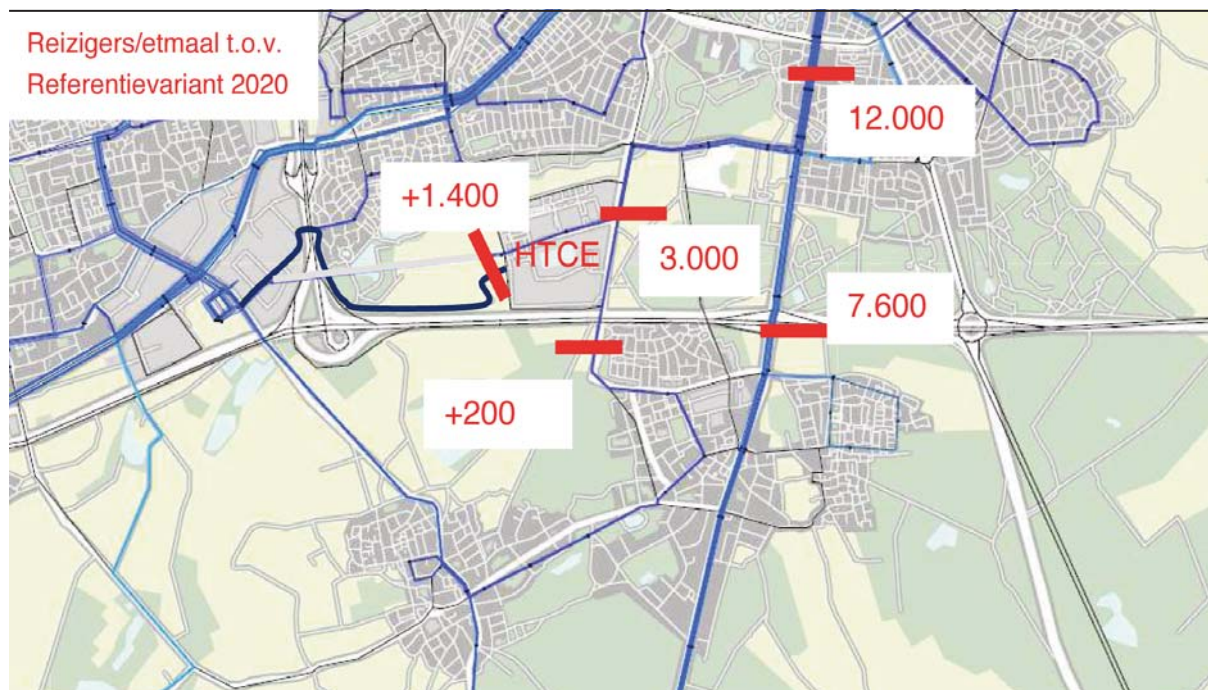 Reizigers/etmaal t.o.v.
Referentievariant 2020
12.000
+1.400
HTCE
3.000
7.600
+200